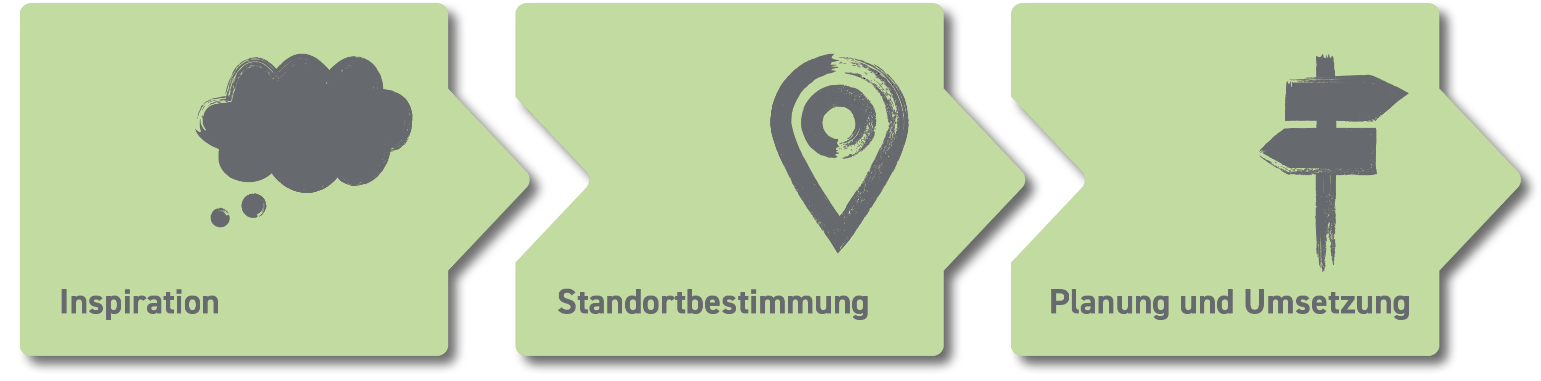 Inspiration
Standortbestimmung
Planung und Umsetzung